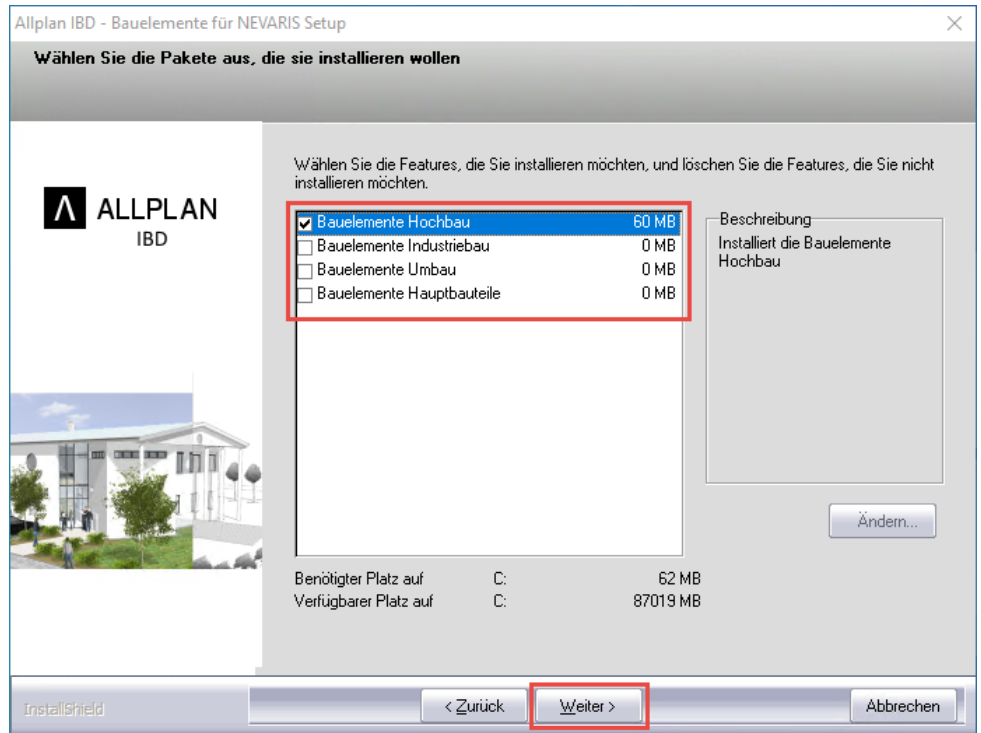 Allplan IBD - Bauelemente für NEVARIS Setup
Wählen Sie die Pakete aus, die sie installieren wollen
ALLPLAN
IBD
Wählen Sie die Features, die Sie installieren möchten, und löschen Sie die Features, die Sie nicht
installieren möchten.
Bauelemente Hochbau 60 MB
Bauelemente Industriebau 0 MB
Bauelemente Umbau 0 MB
Bauelemente Hauptbauteile 0 MB
Beschreibung
Installiert die Bauelemente
Hochbau
Ändern...
Benötigter Platz auf C: 62 MB
Verfügbarer Platz auf C: 87019 MB
InstallShield
< Zurück
Weiter >
Abbrechen